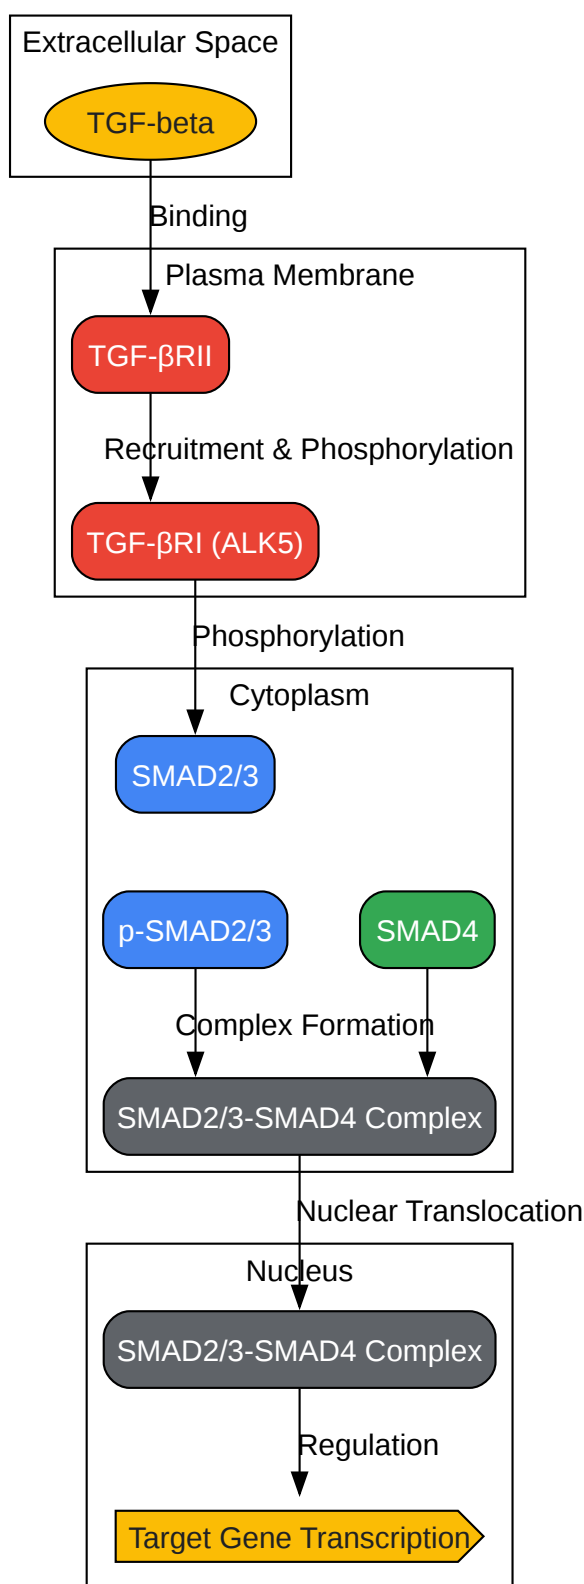 Extracellular Space
TGF-beta
Binding
Plasma Membrane
TGF-βRII
Recruitment & Phosphorylation
TGF-βRI (ALK5)
Phosphorylation
Cytoplasm
SMAD2/3
p-SMAD2/3
SMAD4
Complex Formation
SMAD2/3-SMAD4 Complex
Nuclear Translocation
Nucleus
SMAD2/3-SMAD4 Complex
Regulation
Target Gene Transcription